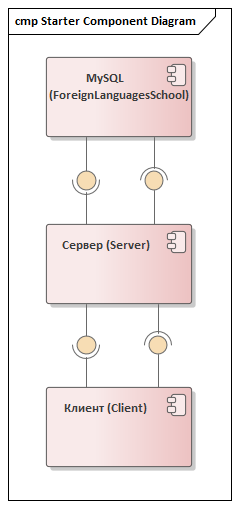 cmp Starter Component Diagram
MySQL
(ForeignLanguagesSchool)
Сервер (Server)
Клиент (Client)